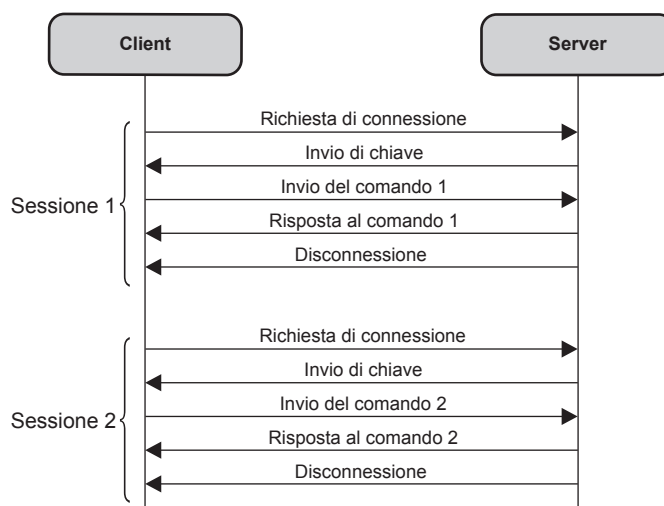 Client
Server
Richiesta di connessione
Invio di chiave
Invio del comando 1
Sessione 1
Risposta al comando 1
Disconnessione
Richiesta di connessione
Invio di chiave
Invio del comando 2
Sessione 2
Risposta al comando 2
Disconnessione